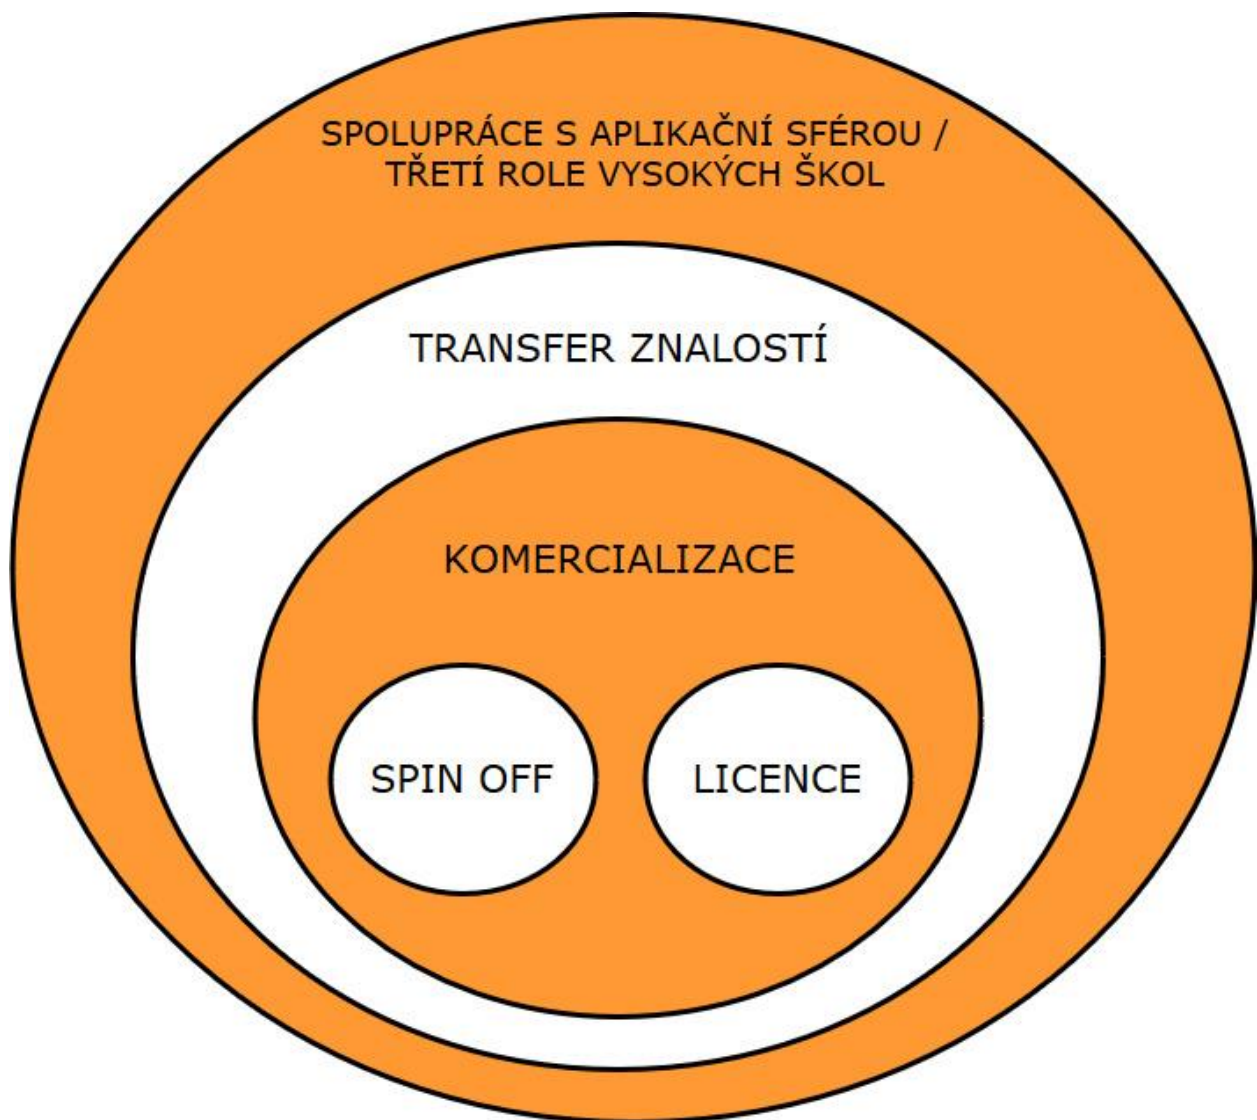 SPOLUPRÁCE S APLIKAČNÍ SFÉROU /
TŘETÍ ROLE VYSOKÝCH ŠKOL
TRANSFER ZNALOSTÍ
KOMERCIALIZACE
SPIN OFF
LICENCE